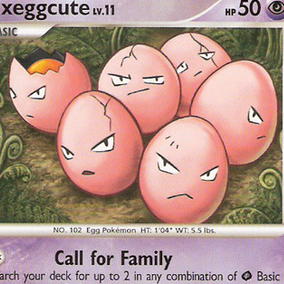 xeggcute LV.11 HP 50
ASIC
NO. 102 Egg Pokémon HT: 1'04" WT: 5.5 lbs.
Call for Family
arch your deck for up to 2 in any combination of Basic